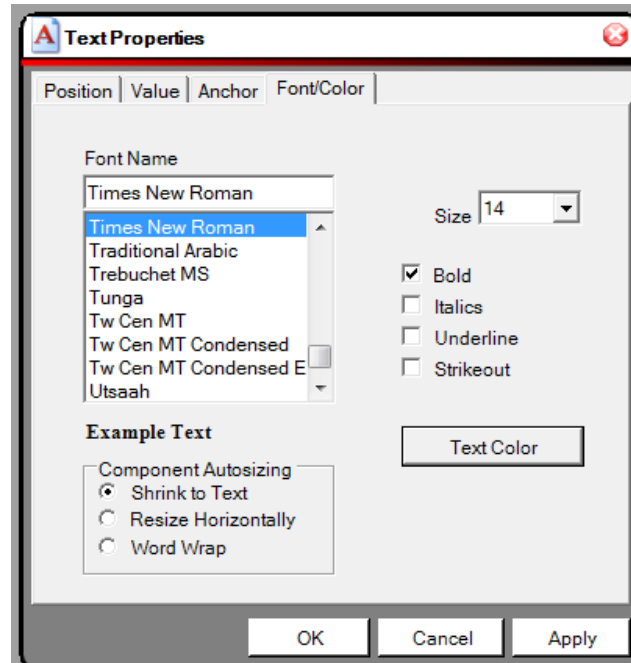 Text Properties
Position Value Anchor Font/Color
Font Name
Times New Roman
Size 14
Times New Roman
Traditional Arabic
Trebuchet MS
Tunga
Tw Cen MT
Tw Cen MT Condensed
Tw Cen MT Condensed E
Utsaah
Bold
Italics
Underline
Strikeout
Example Text
Text Color
Component Autosizing
Shrink to Text
Resize Horizontally
Word Wrap
OK Cancel Apply